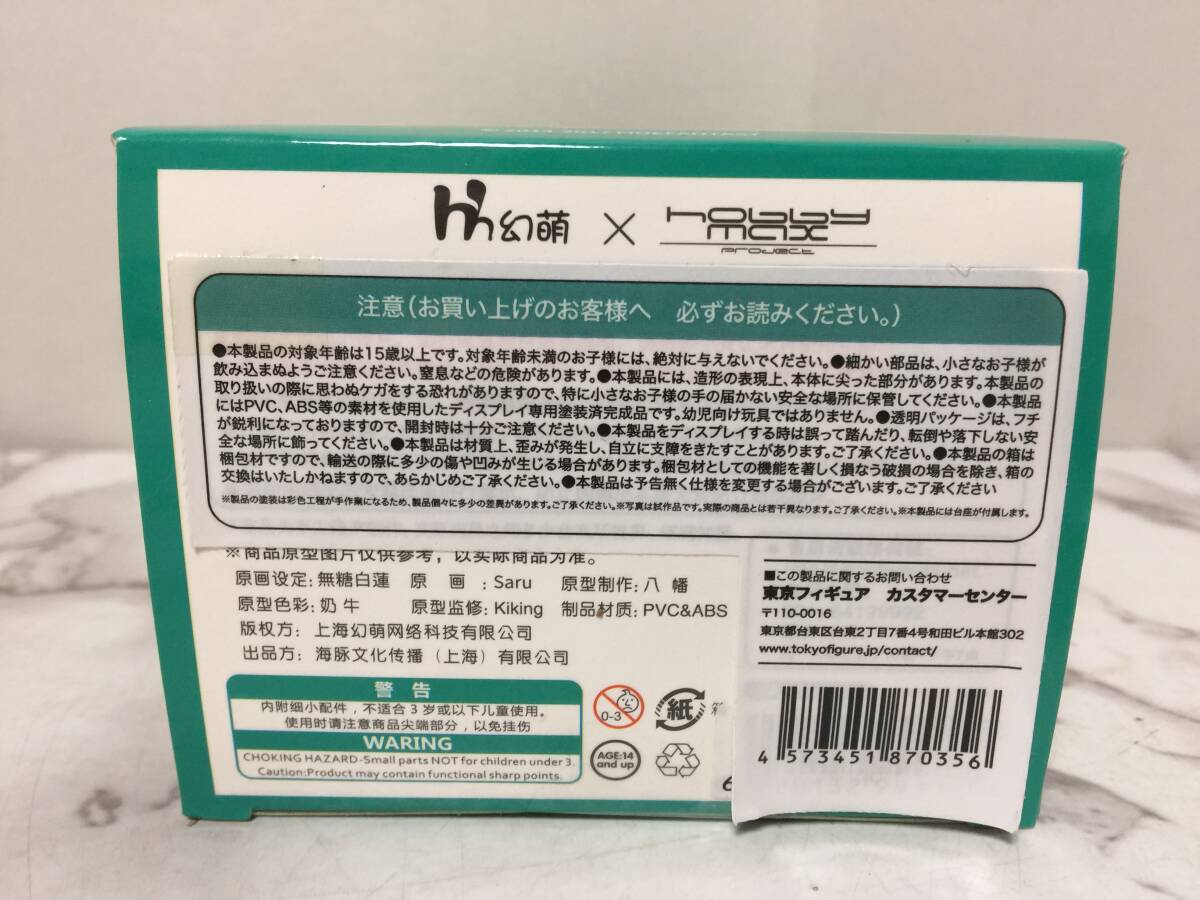 幻萌 × hobby max project
注意(お買い上げのお客様へ 必ずお読みください。)
●本製品の対象年齢は15歳以上です。対象年齢未満のお子様には、絶対に与えないでください。●細かい部品は、小さなお子様が
飲み込まぬようご注意ください。窒息などの危険があります。●本製品には、造形の表現上、本体に尖った部分があります。本製品の
取り扱いの際に思わぬケガをする恐れがありますので、特に小さなお子様の手の届かない安全な場所に保管してください。●本製品
にはPVC、ABS等の素材を使用したディスプレイ専用塗装済完成品です。幼児向け玩具ではありません。●透明パッケージは、フチ
が鋭利になっておりますので、開封時は十分ご注意ください。●本製品をディスプレイする時は誤って踏んだり、転倒や落下しない安
全な場所に飾ってください。●本製品は材質上、歪みが発生し、自立に支障をきたすことがあります。ご了承ください。●本製品の箱は
梱包材ですので、輸送の際に多少の傷や凹みが生じる場合があります。梱包材としての機能を著しく損なう破損の場合を除き、箱の
交換はいたしかねますので、あらかじめご了承ください。●本製品は予告無く仕様を変更する場合がございます。ご了承ください
※製品の塗装は彩色工程が手作業になるため、製品個々に多少の差異があります。ご了承ください。※写真は試作品です。実際の商品とは若干異なります。ご了承ください。※本製品には台座が付属します。
※商品原型图片仅供参考，以实际商品为准。
原画设定：無糖白蓮 原 画：Saru 原型制作：八 幡
原型色彩：奶 牛 原型监修：Kiking 制品材质：PVC&ABS
版权方：上海幻萌网络科技有限公司
出品方：海脉文化传播（上海）有限公司
警 告
内附细小配件，不适合3岁或以下儿童使用。
使用时请注意商品尖端部分，以免挂伤
WARING
CHOKING HAZARD-Small parts NOT for children under 3.
Caution:Product may contain functional sharp points.
0-3
紙
AGE:14
and up
■この製品に関するお問い合わせ
東京フィギュア カスタマーセンター
〒110-0016
東京都台東区台東2丁目7番4号和田ビル本館302
www.tokyofigure.jp/contact/
4 573451 870356